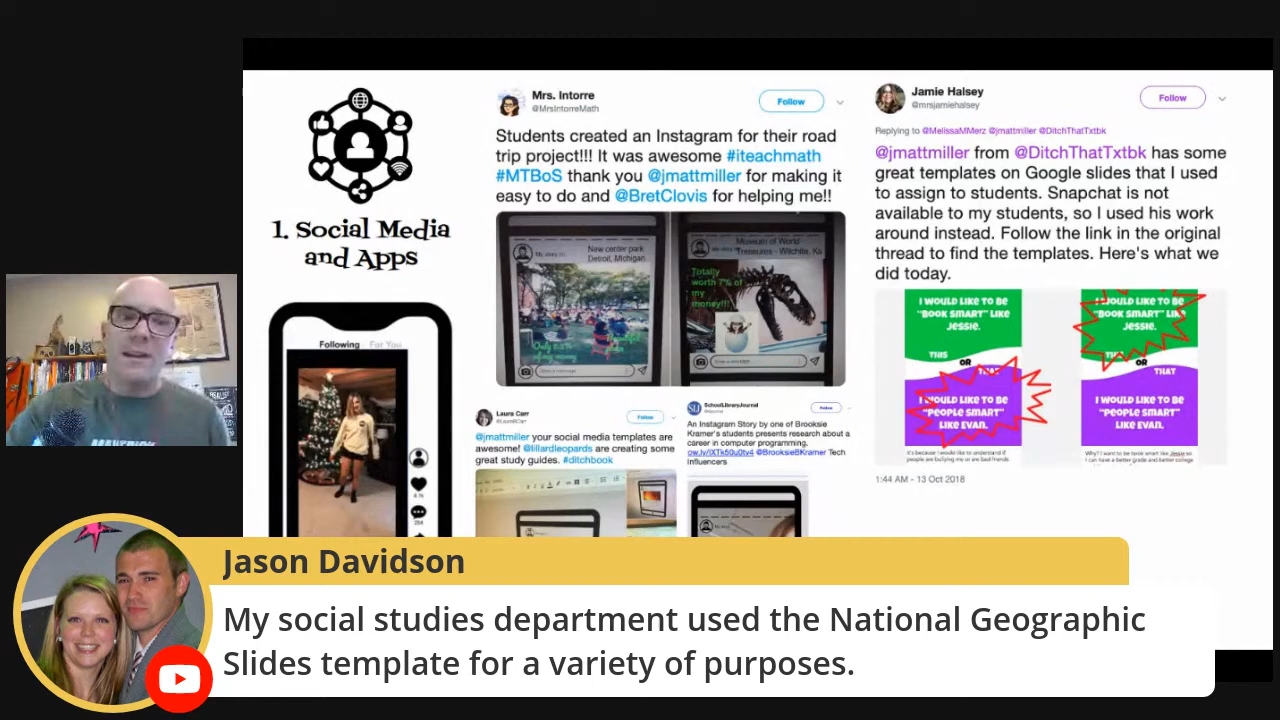 1. Social Media
and Apps
Following For You
Mrs. Intorre
@MrsIntorreMath
Follow
Students created an Instagram for their road
trip project!!! It was awesome #iteachmath
#MTBoS thank you @jmattmiller for making it
easy to do and @BretClovis for helping me!!
New center park
Detroit, Michigan
Museum of World
Treasures - Wichita, Ks
Totally
worth 7% of
my
money!!!
Jamie Halsey
@mrsjamiehalsey
Follow
Replying to @MelissaMMerz @jmattmiller @DitchThatTxtbk
@jmattmiller from @DitchThatTxtbk has some
great templates on Google slides that I used
to assign to students. Snapchat is not
available to my students, so I used his work
around instead. Follow the link in the original
thread to find the templates. Here's what we
did today.
I WOULD LIKE TO BE
"BOOK SMART" LIKE
JESSIE.
THIS
OR
THAT
I WOULD LIKE TO BE
"PEOPLE SMART"
LIKE EVAN.
I WOULD LIKE TO BE
"BOOK SMART" LIKE
JESSIE.
THIS
OR
THAT
I WOULD LIKE TO BE
"PEOPLE SMART"
LIKE EVAN.
1:44 AM - 13 Oct 2018
Laura Carr
Follow
@jmattmiller your social media templates are
awesome! @lillardleopards are creating some
great study guides. #ditchbook
SchoolLibraryJournal
Follow
An Instagram Story by one of Brooksie
Kramer's students presents research about a
career in computer programming.
ow.ly/IXTk50u0tv4 @BrooksieBKramer Tech
Influencers
Jason Davidson
My social studies department used the National Geographic
Slides template for a variety of purposes.